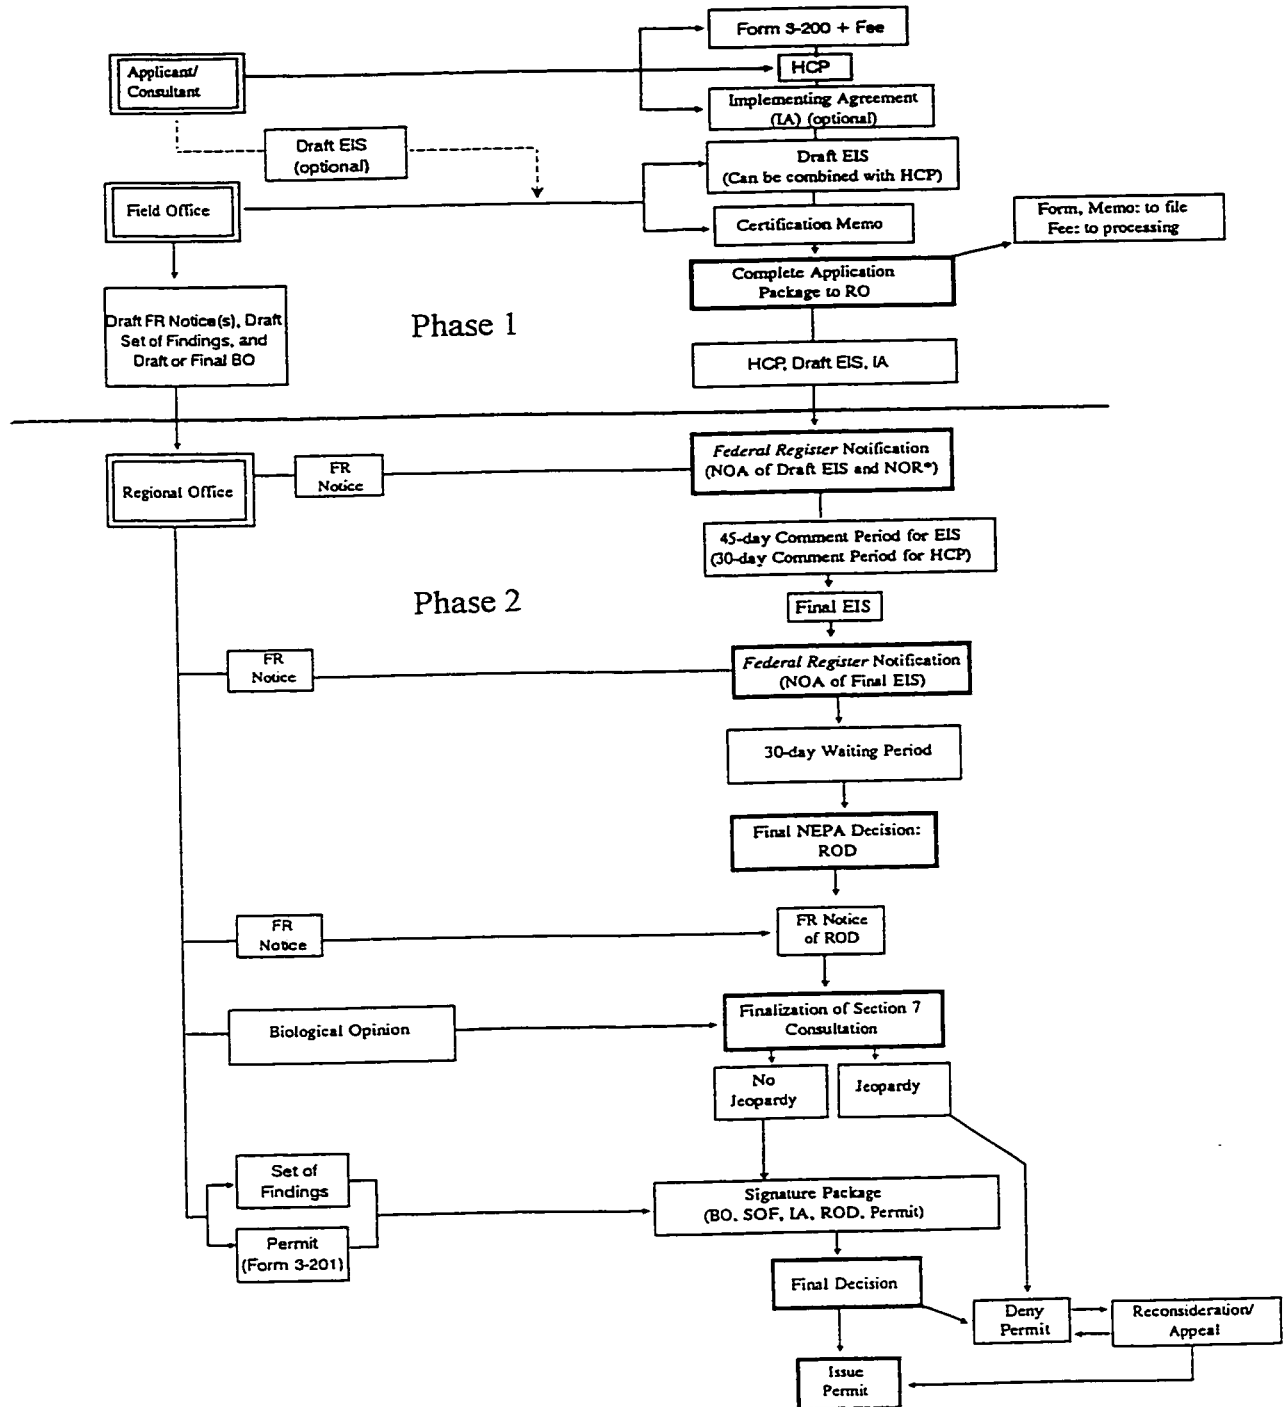 Form 3-200 + Fee
Applicant/
Consultant
HCP
Implementing Agreement
(IA) (optional)
Draft EIS
(optional)
Draft EIS
(Can be combined with HCP)
Field Office
Certification Memo
Form, Memo: to file
Fee: to processing
Complete Application
Package to RO
Draft FR Notice(s), Draft
Set of Findings, and
Draft or Final BO
Phase 1
HCP, Draft EIS, IA
Regional Office
FR
Notice
Federal Register Notification
(NOA of Draft EIS and NOR*)
45-day Comment Period for EIS
(30-day Comment Period for HCP)
Phase 2
Final EIS
FR
Notice
Federal Register Notification
(NOA of Final EIS)
30-day Waiting Period
Final NEPA Decision:
ROD
FR
Notice
FR Notice
of ROD
Biological Opinion
Finalization of Section 7
Consultation
No
Jeopardy
Jeopardy
Set of
Findings
Permit
(Form 3-201)
Signature Package
(BO, SOF, IA, ROD, Permit)
Final Decision
Deny
Permit
Reconsideration/
Appeal
Issue
Permit